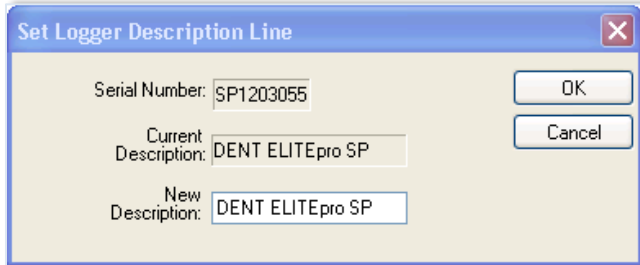 Set Logger Description Line
Serial Number: SP1203055
OK
Current
Description: DENT ELITEpro SP
Cancel
New
Description: DENT ELITEpro SP